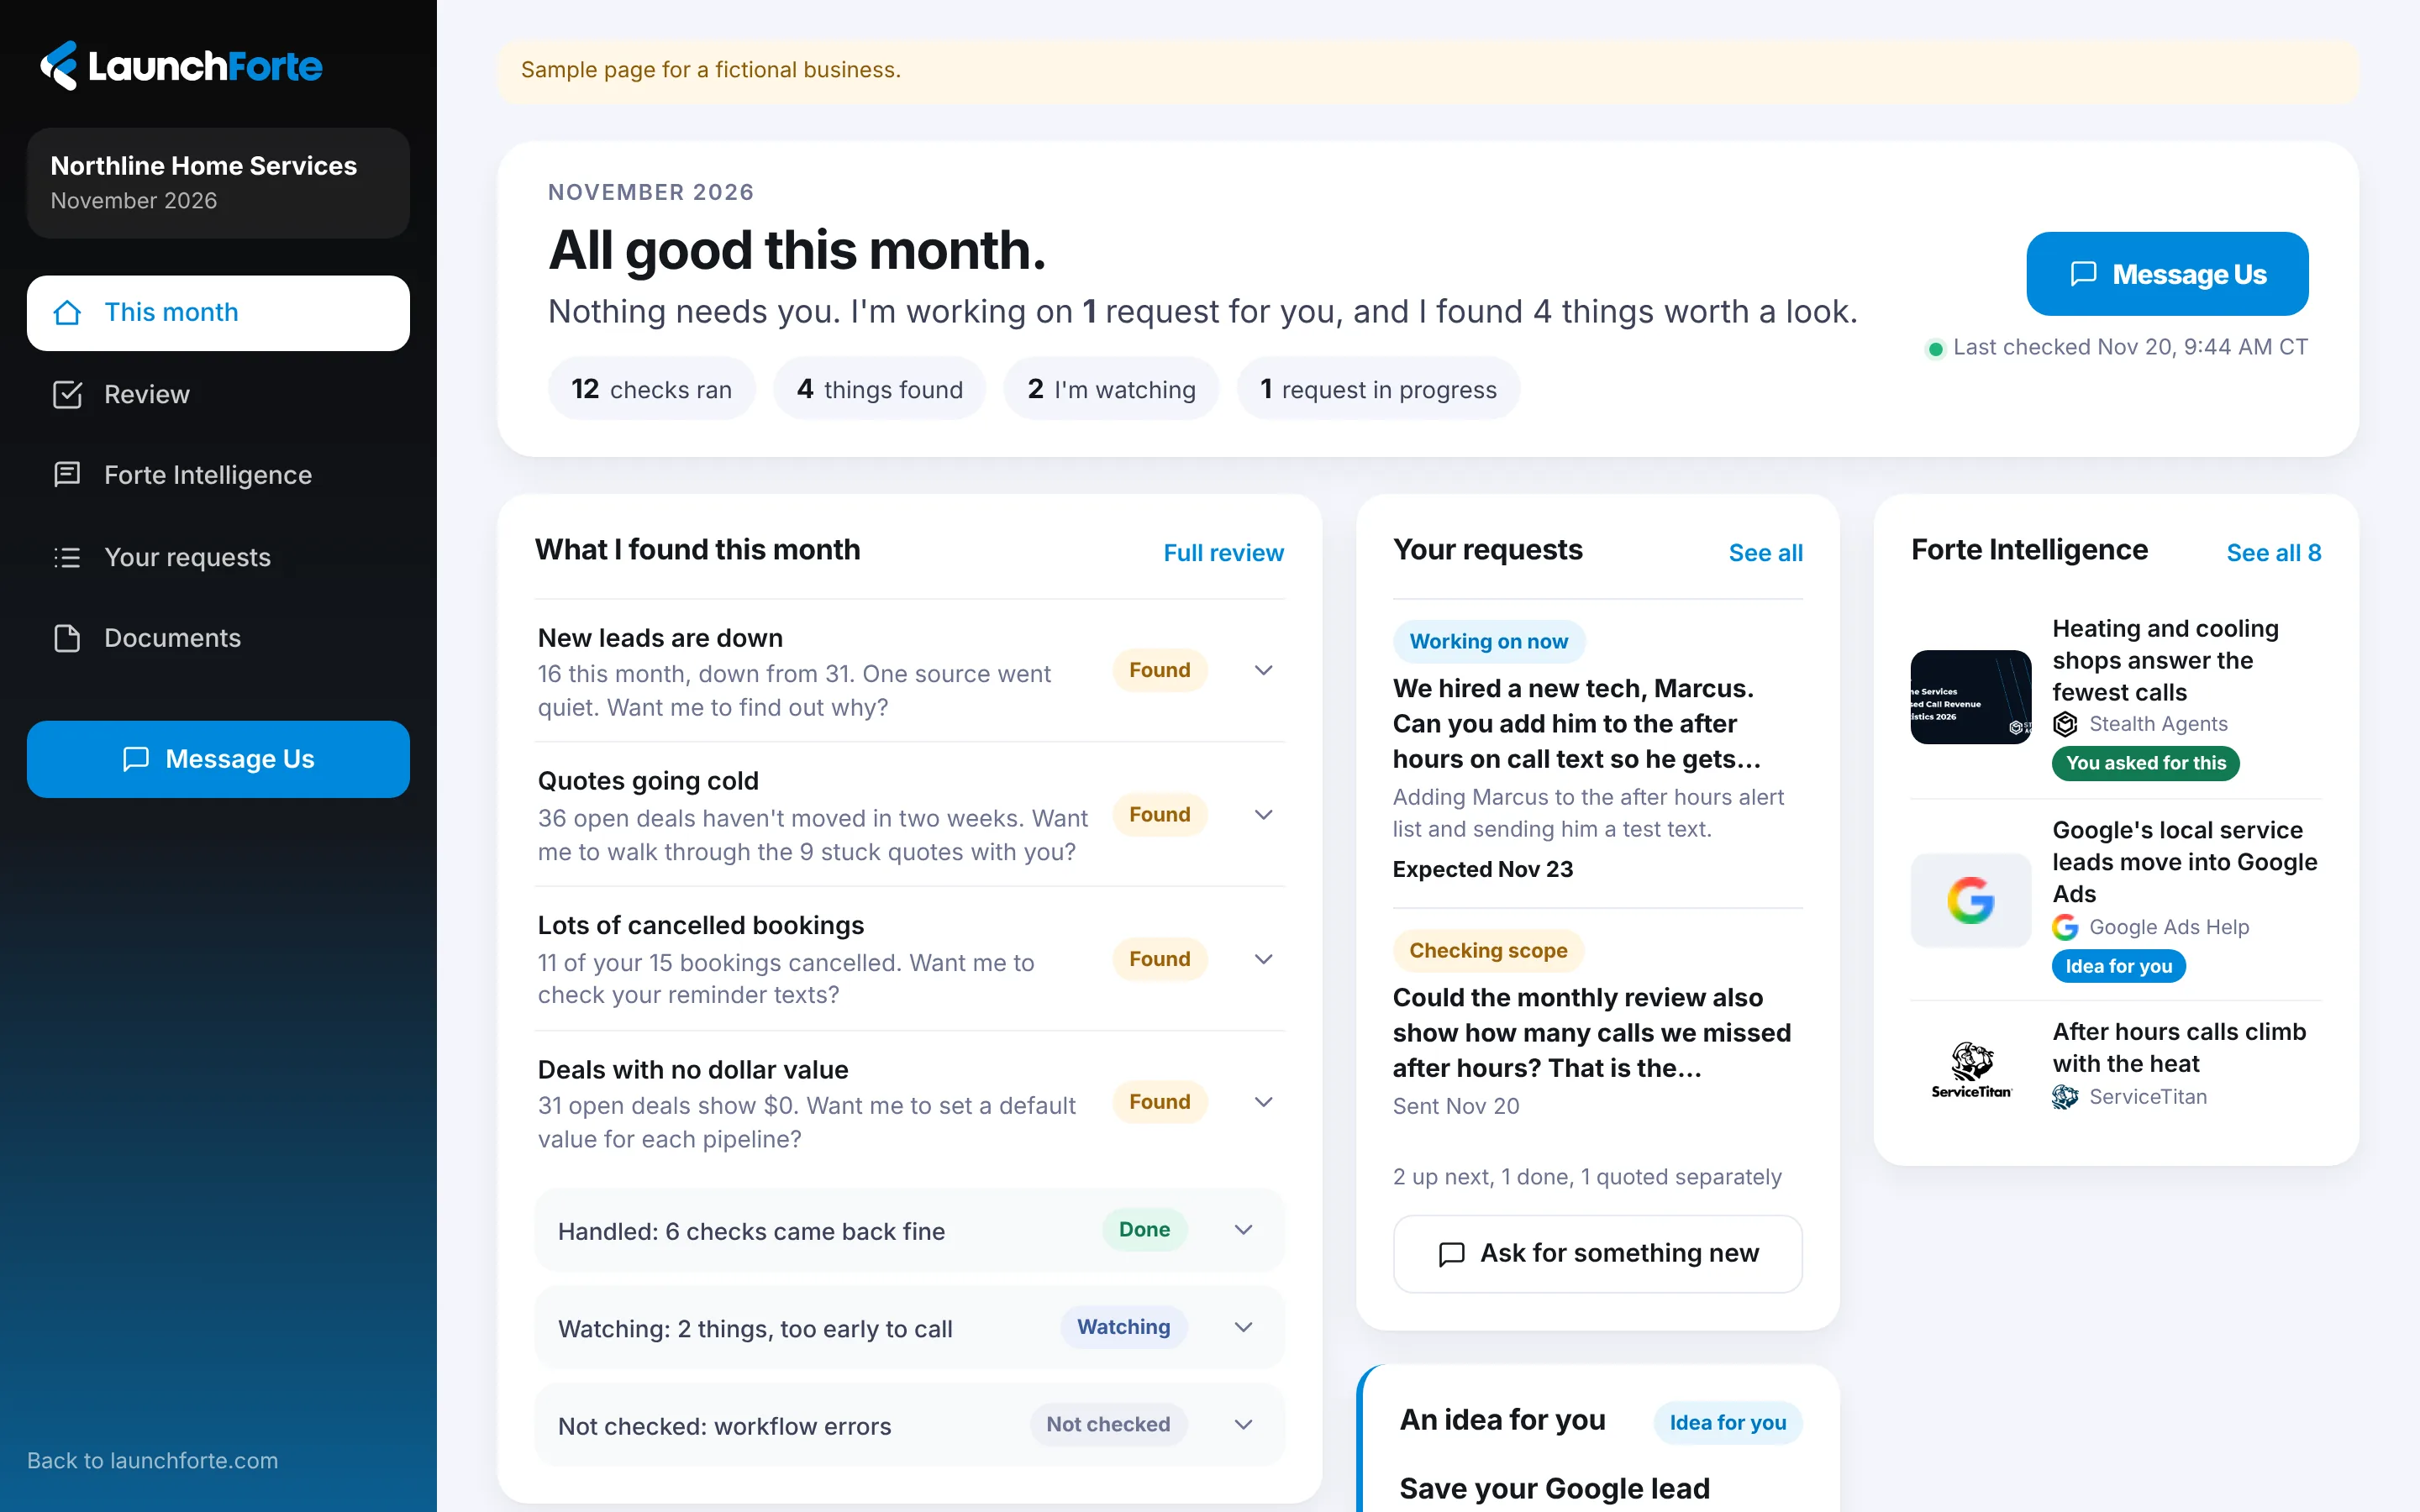 LaunchForte
Northline Home Services
November 2026
This month
Review
Forte Intelligence
Your requests
Documents
Message Us
Back to launchforte.com
Sample page for a fictional business.
NOVEMBER 2026
All good this month.
Nothing needs you. I'm working on 1 request for you, and I found 4 things worth a look.
12 checks ran
4 things found
2 I'm watching
1 request in progress
Message Us
Last checked Nov 20, 9:44 AM CT
What I found this month
Full review
New leads are down
16 this month, down from 31. One source went
quiet. Want me to find out why?
Found
Quotes going cold
36 open deals haven't moved in two weeks. Want
me to walk through the 9 stuck quotes with you?
Found
Lots of cancelled bookings
11 of your 15 bookings cancelled. Want me to
check your reminder texts?
Found
Deals with no dollar value
31 open deals show $0. Want me to set a default
value for each pipeline?
Found
Handled: 6 checks came back fine
Done
Watching: 2 things, too early to call
Watching
Not checked: workflow errors
Not checked
Your requests
See all
Working on now
We hired a new tech, Marcus.
Can you add him to the after
hours on call text so he gets...
Adding Marcus to the after hours alert
list and sending him a test text.
Expected Nov 23
Checking scope
Could the monthly review also
show how many calls we missed
after hours? That is the...
Sent Nov 20
2 up next, 1 done, 1 quoted separately
Ask for something new
An idea for you
Idea for you
Save your Google lead
Forte Intelligence
See all 8
ne Services
sed Call Revenue
istics 2026
Heating and cooling
shops answer the
fewest calls
Stealth Agents
You asked for this
Google's local service
leads move into Google
Ads
Google Ads Help
Idea for you
ServiceTitan
After hours calls climb
with the heat
ServiceTitan